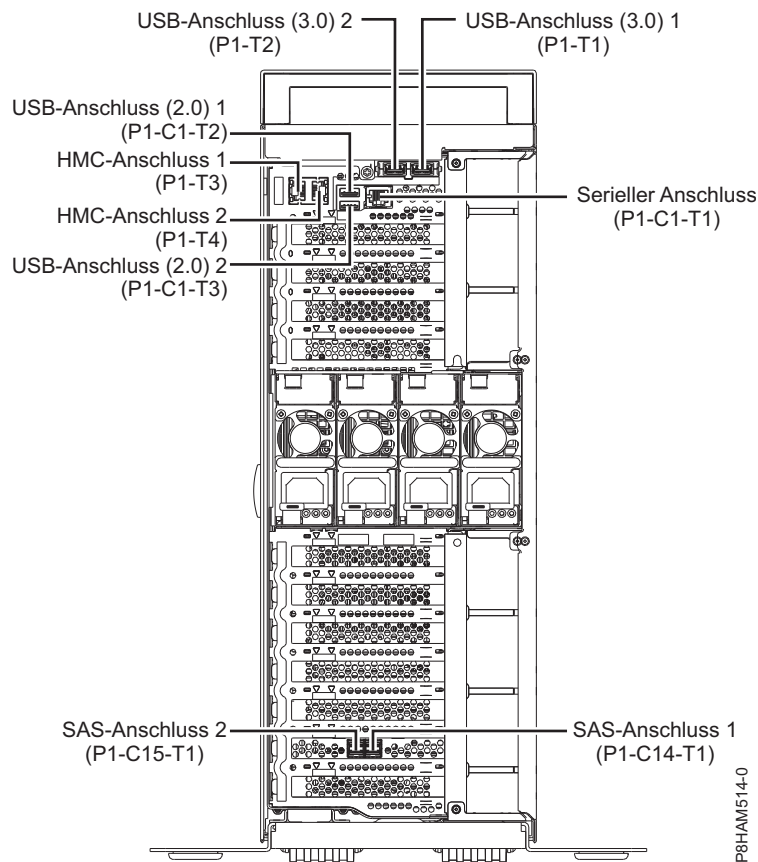 USB-Anschluss (3.0) 2
(P1-T2)
USB-Anschluss (3.0) 1
(P1-T1)
USB-Anschluss (2.0) 1
(P1-C1-T2)
HMC-Anschluss 1
(P1-T3)
HMC-Anschluss 2
(P1-T4)
USB-Anschluss (2.0) 2
(P1-C1-T3)
Serieller Anschluss
(P1-C1-T1)
SAS-Anschluss 2
(P1-C15-T1)
SAS-Anschluss 1
(P1-C14-T1)
P8HAM514-0